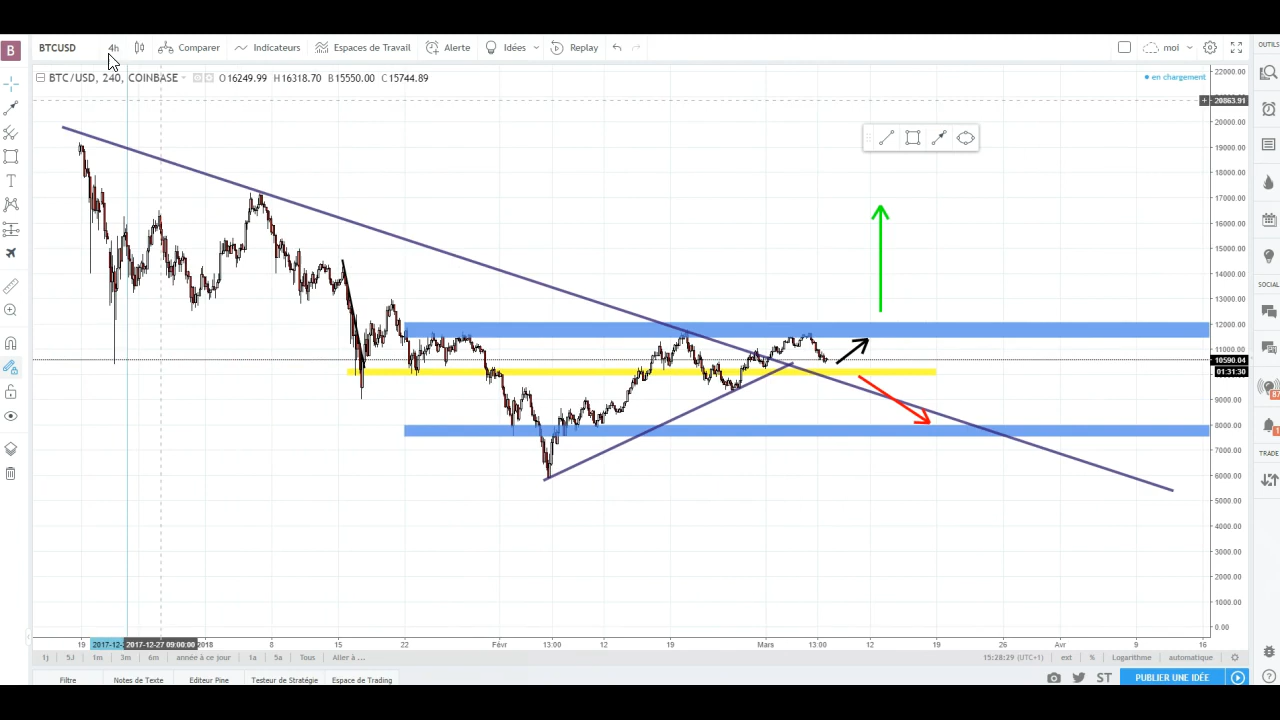 B
BTCUSD 4h Comparer Indicateurs Espaces de Travail Alerte Idées Replay moi
OUTILS
BTC/USD, 240, COINBASE O16249.99 H16318.70 B15550.00 C15744.89
en chargement
22000.00
20863.91
20000.00
19000.00
18000.00
17000.00
16000.00
15000.00
14000.00
13000.00
12000.00
11000.00
10590.04
01:31:30
9000.00
8000.00
7000.00
6000.00
5000.00
4000.00
3000.00
2000.00
1000.00
0.00
SOCIAL
87
1
TRADE
19 2017-12-2 2017-12-27 09:00:00 2018 8 15 22 Févr 13:00 12 19 Mars 13:00 12 19 26 Avr 9 16
1j 5J 1m 3m 6m année à ce jour 1a 5a Tous Aller à ... 15:28:29 (UTC+1) ext % Logarithme automatique
Filtre Notes de Texte Editeur Pine Testeur de Stratégie Espace de Trading ST PUBLIER UNE IDÉE